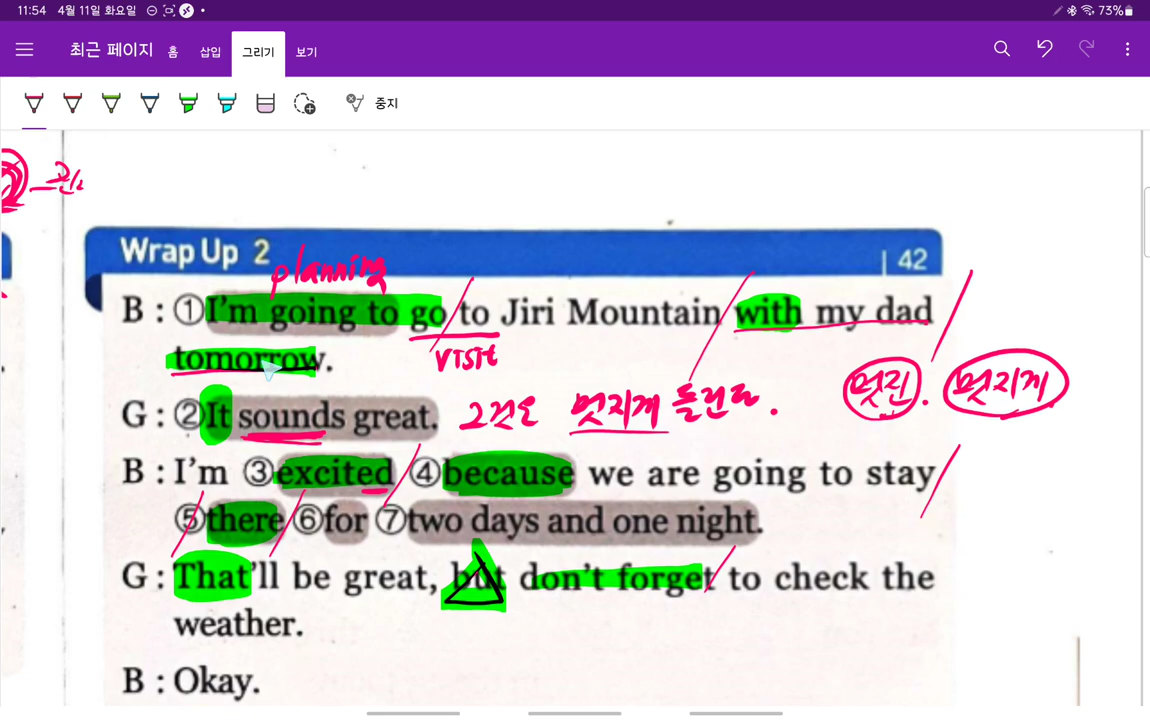 11:54 4월 11일 화요일 73%
최근 페이지 홈 삽입 그리기 보기
중지
Wrap Up 2 42
planning
B : ①I'm going to go to Jiri Mountain with my dad
tomorrow.
visit
멋진. 멋지게
G : ②It sounds great. 그것은 멋지게 들린다.
B : I'm ③excited ④because we are going to stay
⑤there ⑥for ⑦two days and one night.
G : That'll be great, but don't forget to check the
weather.
B : Okay.